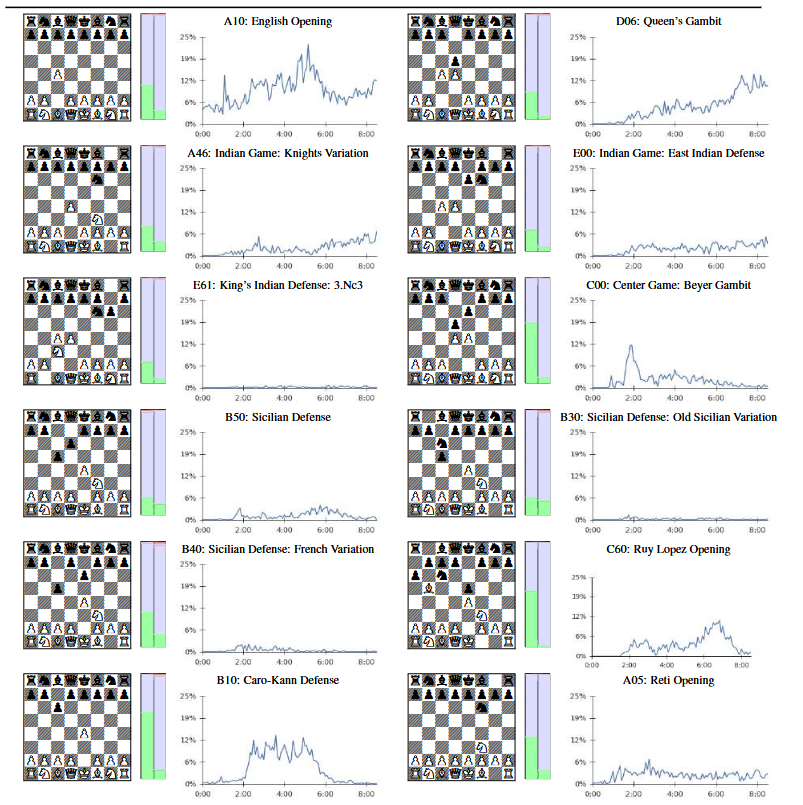 A10: English Opening
25%
19%
12%
6%
0%
0:00 2:00 4:00 6:00 8:00
D06: Queen's Gambit
25%
19%
12%
6%
0%
0:00 2:00 4:00 6:00 8:00
A46: Indian Game: Knights Variation
25%
19%
12%
6%
0%
0:00 2:00 4:00 6:00 8:00
E00: Indian Game: East Indian Defense
25%
19%
12%
6%
0%
0:00 2:00 4:00 6:00 8:00
E61: King's Indian Defense: 3.Nc3
25%
19%
12%
6%
0%
0:00 2:00 4:00 6:00 8:00
C00: Center Game: Beyer Gambit
25%
19%
12%
6%
0%
0:00 2:00 4:00 6:00 8:00
B50: Sicilian Defense
25%
19%
12%
6%
0%
0:00 2:00 4:00 6:00 8:00
B30: Sicilian Defense: Old Sicilian Variation
25%
19%
12%
6%
0%
0:00 2:00 4:00 6:00 8:00
B40: Sicilian Defense: French Variation
25%
19%
12%
6%
0%
0:00 2:00 4:00 6:00 8:00
C60: Ruy Lopez Opening
25%
19%
12%
6%
0%
0:00 2:00 4:00 6:00 8:00
B10: Caro-Kann Defense
25%
19%
12%
6%
0%
0:00 2:00 4:00 6:00 8:00
A05: Reti Opening
25%
19%
12%
6%
0%
0:00 2:00 4:00 6:00 8:00